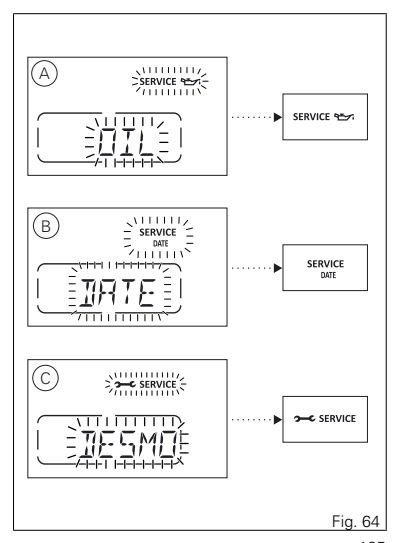 A
SERVICE
OIL
SERVICE
B
SERVICE
DATE
DATE
SERVICE
DATE
C
SERVICE
DESMO
SERVICE
Fig. 64